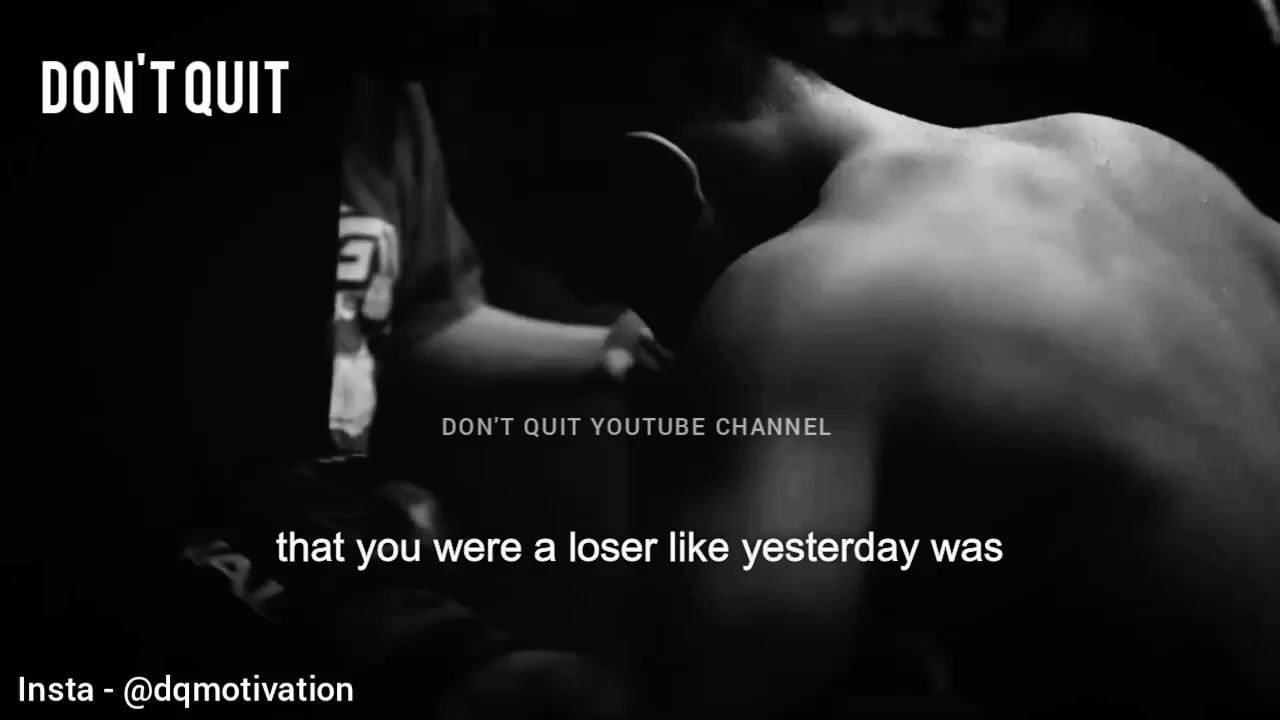 DON'T QUIT
DON'T QUIT YOUTUBE CHANNEL
that you were a loser like yesterday was
Insta - @dqmotivation